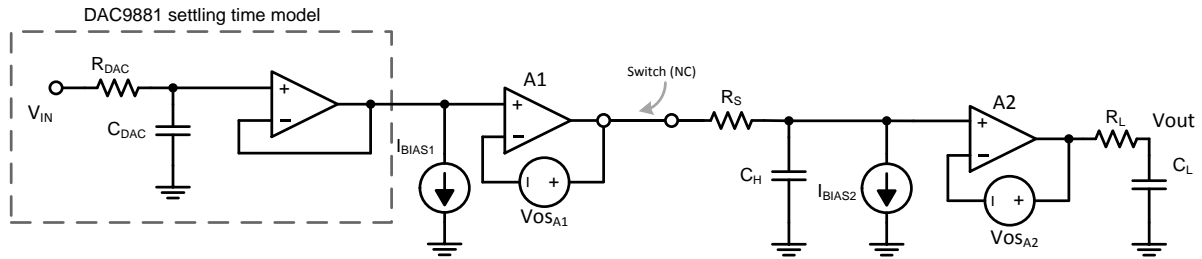 DAC9881 settling time model
R_DAC
V_IN
C_DAC
+
−
I_BIAS1
A1
+
−
+
Vos_A1
Switch (NC)
R_S
C_H
I_BIAS2
A2
+
−
+
Vos_A2
R_L
Vout
C_L